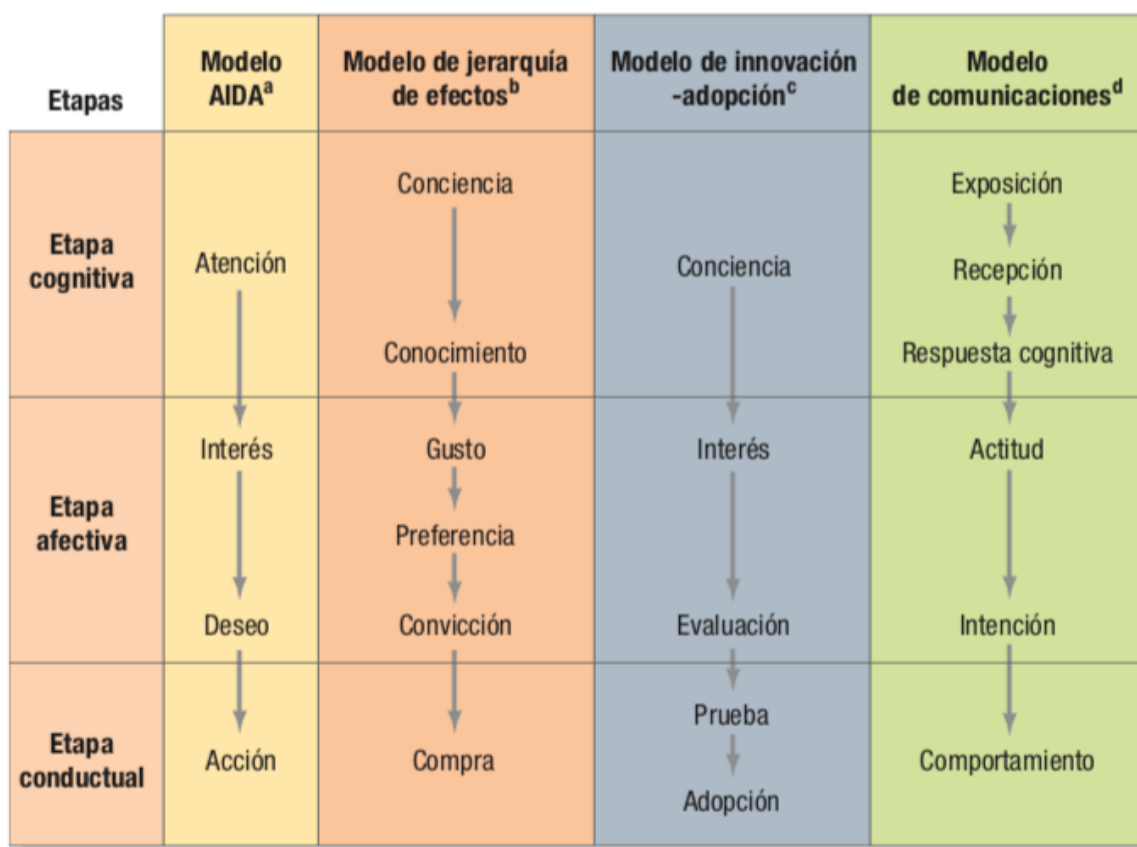 Etapas
Modelo
AIDAᵃ
Modelo de jerarquía
de efectosᵇ
Modelo de innovación
-adopciónᶜ
Modelo
de comunicacionesᵈ
Etapa
cognitiva
Atención
Conciencia
Conocimiento
Conciencia
Exposición
Recepción
Respuesta cognitiva
Etapa
afectiva
Interés
Deseo
Gusto
Preferencia
Convicción
Interés
Evaluación
Actitud
Intención
Etapa
conductual
Acción
Compra
Prueba
Adopción
Comportamiento